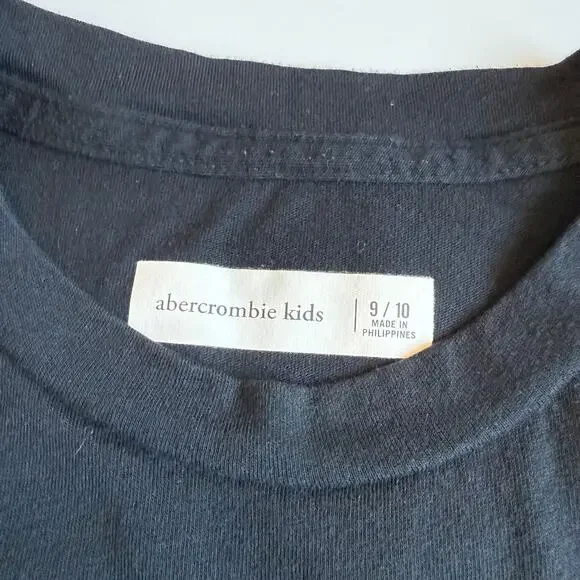 abercrombie kids
9 / 10
MADE IN
PHILIPPINES